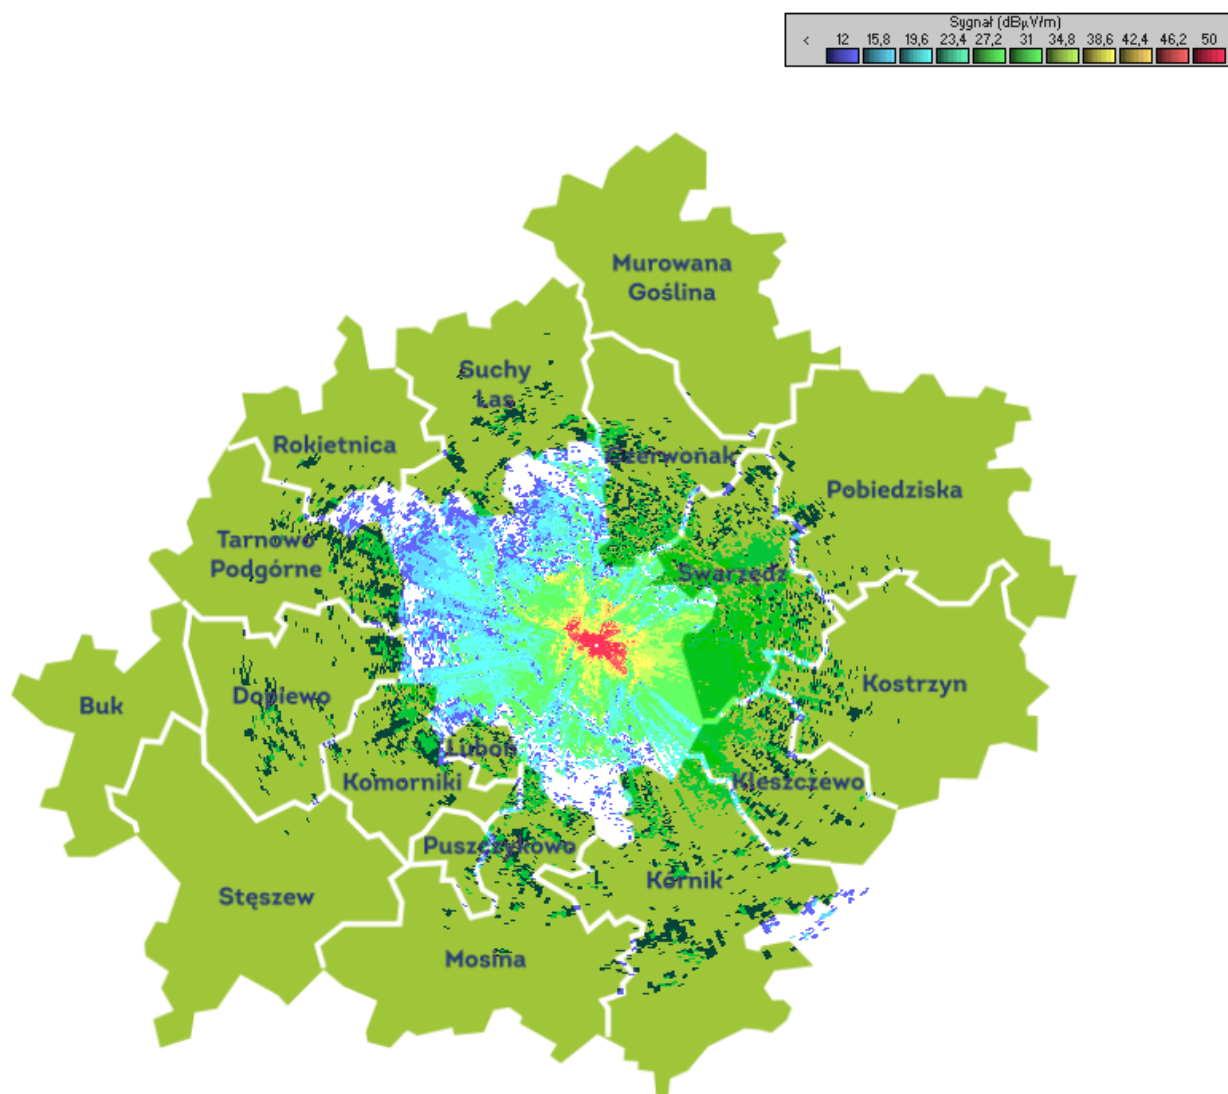 Sygnał (dBµV/m)
< 12 15,8 19,6 23,4 27,2 31 34,8 38,6 42,4 46,2 50
Murowana
Goślina
Suchy
Las
Rokietnica
Czerwonak
Pobiedziska
Tarnowo
Podgórne
Swarzędz
Buk
Dopiewo
Kostrzyn
Luboń
Komorniki
Kleszczewo
Puszczykowo
Kórnik
Stęszew
Mosina